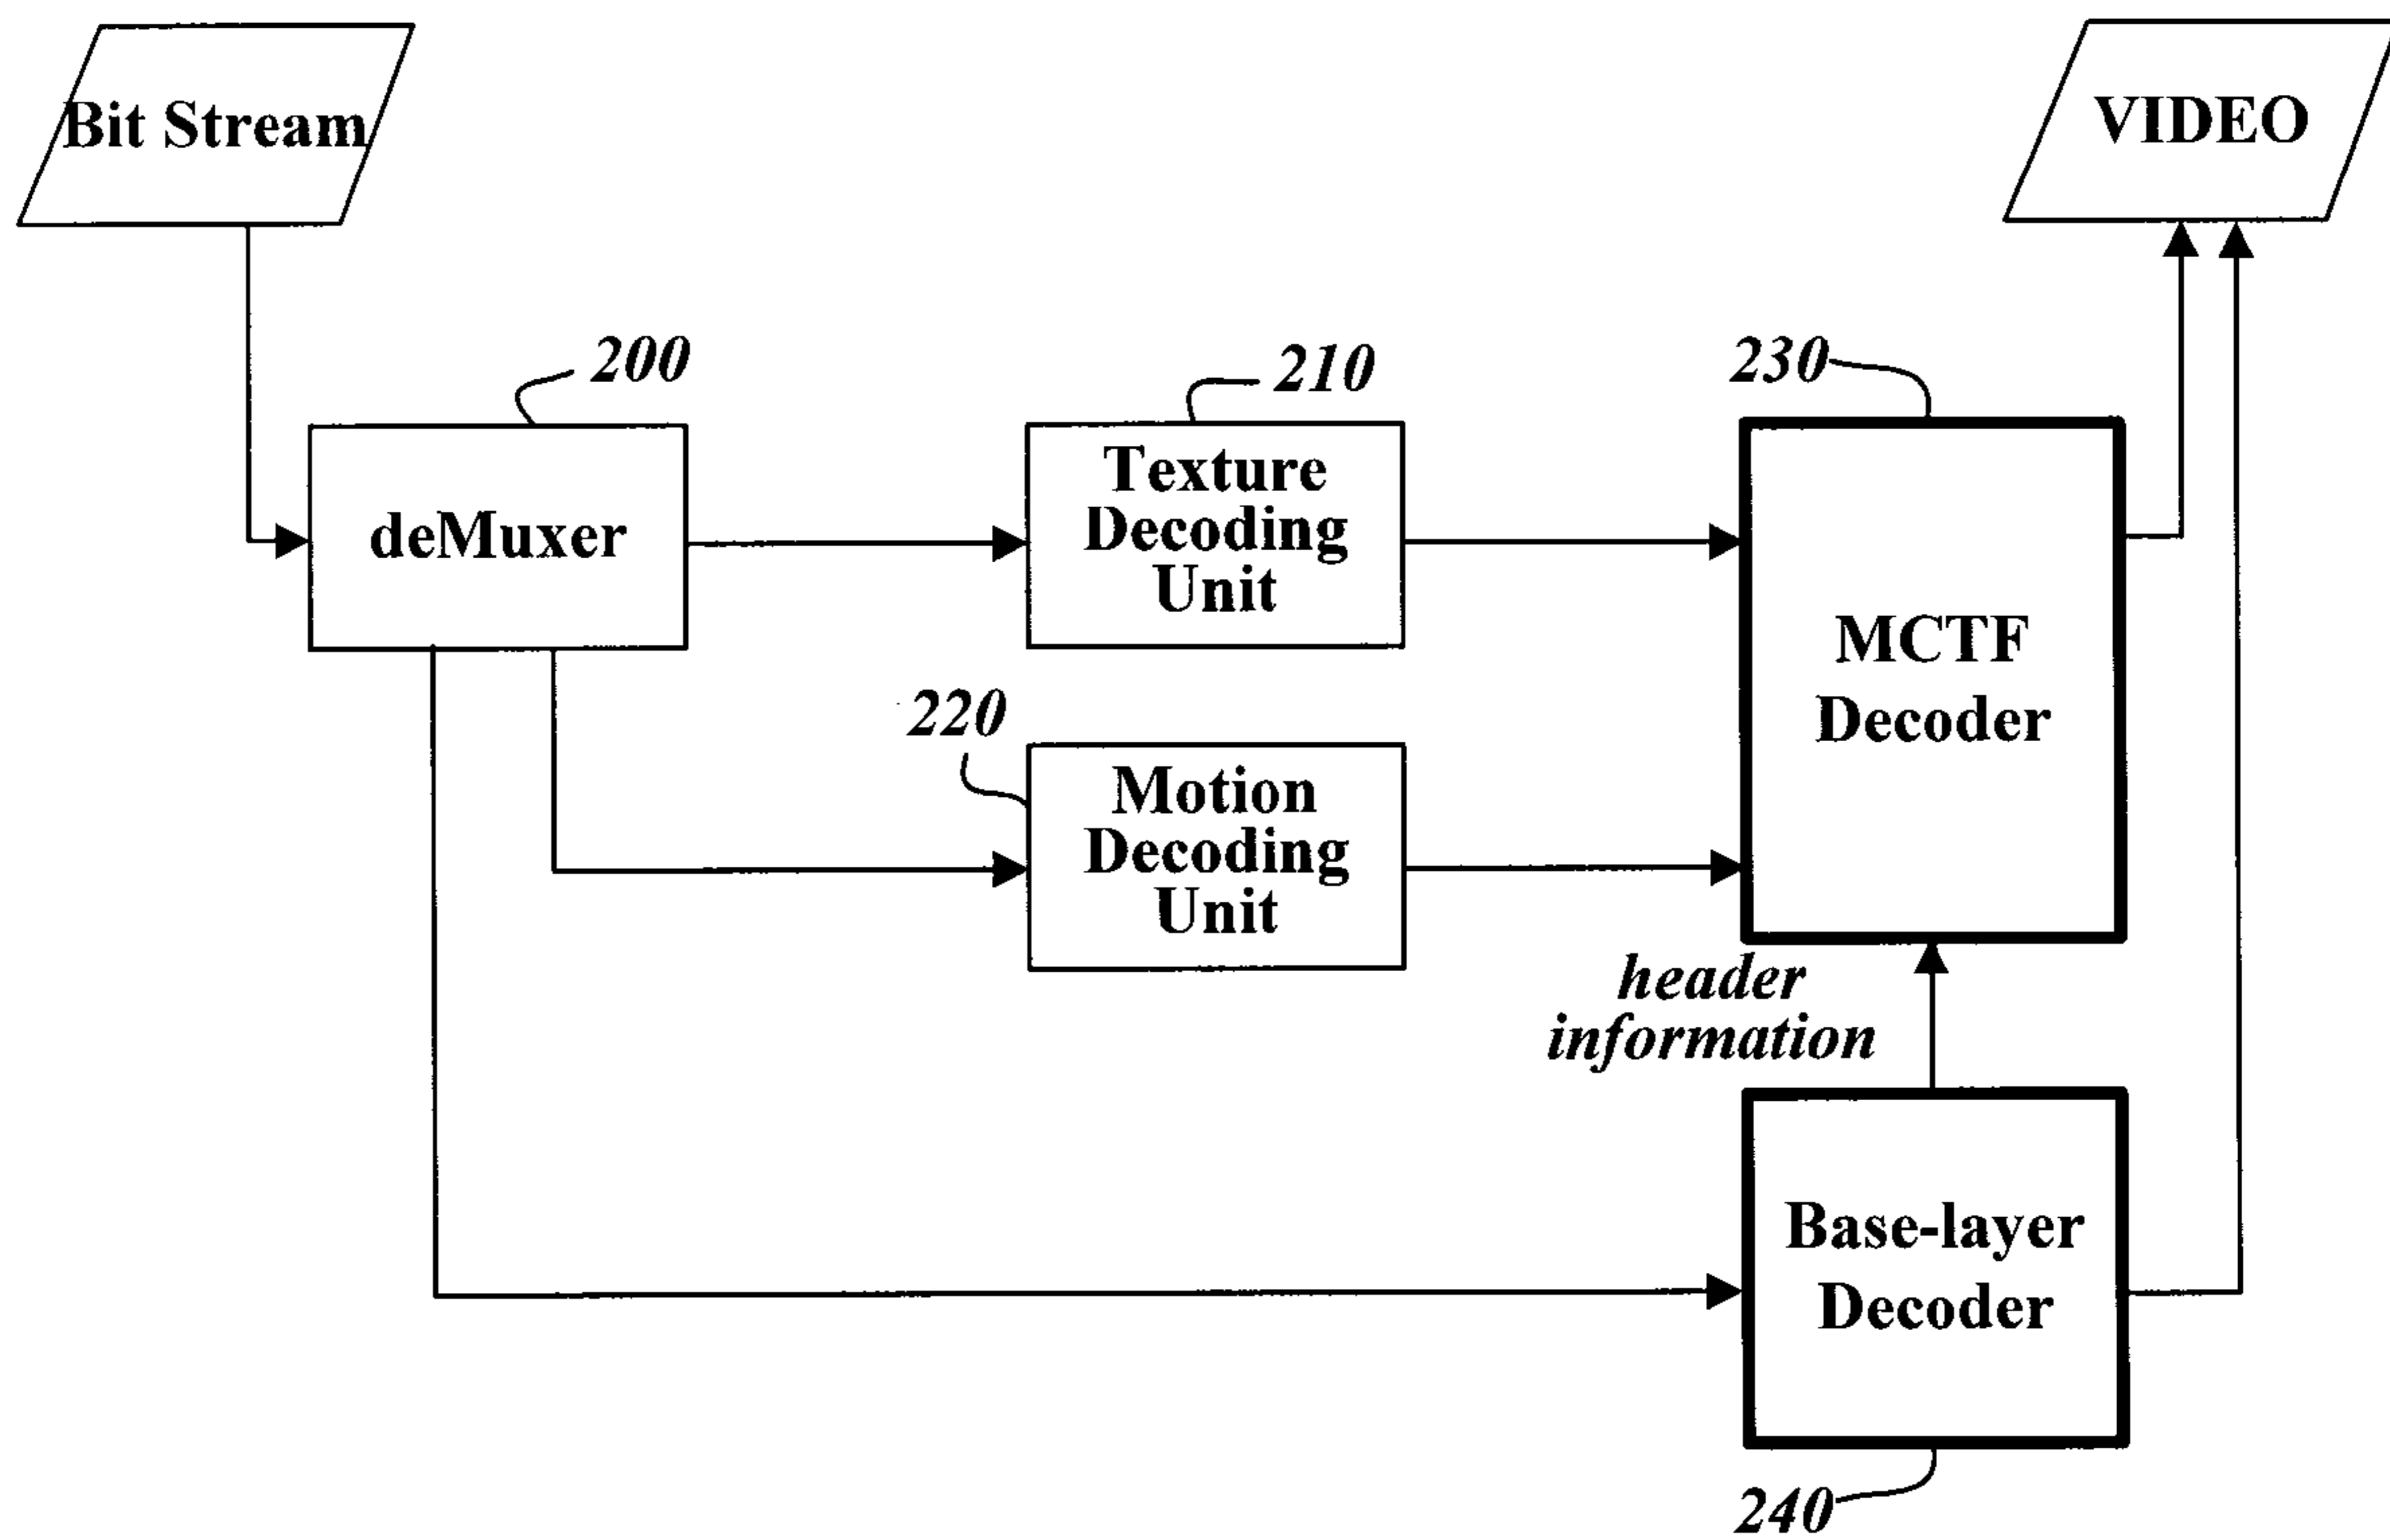 Bit Stream
VIDEO
200
210
230
deMuxer
Texture
Decoding
Unit
MCTF
Decoder
220
Motion
Decoding
Unit
header
information
Base-layer
Decoder
240